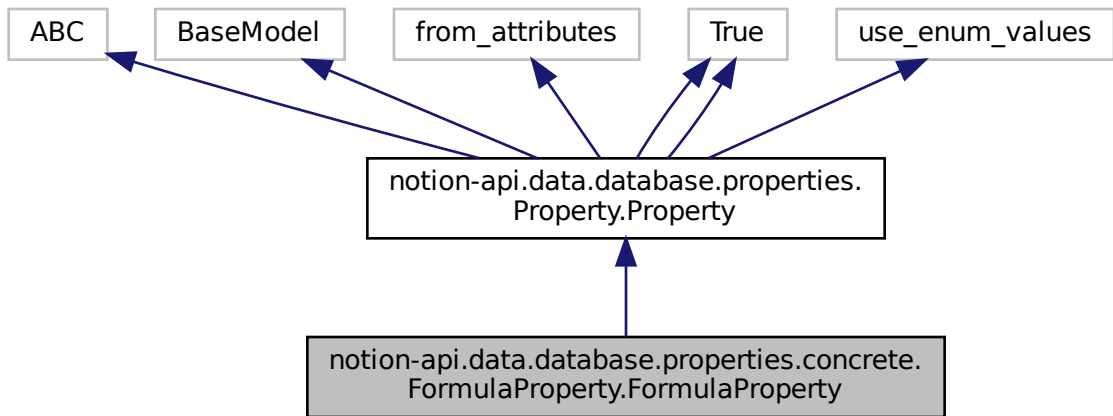 ABC
BaseModel
from_attributes
True
use_enum_values
notion-api.data.database.properties.
Property.Property
notion-api.data.database.properties.concrete.
FormulaProperty.FormulaProperty